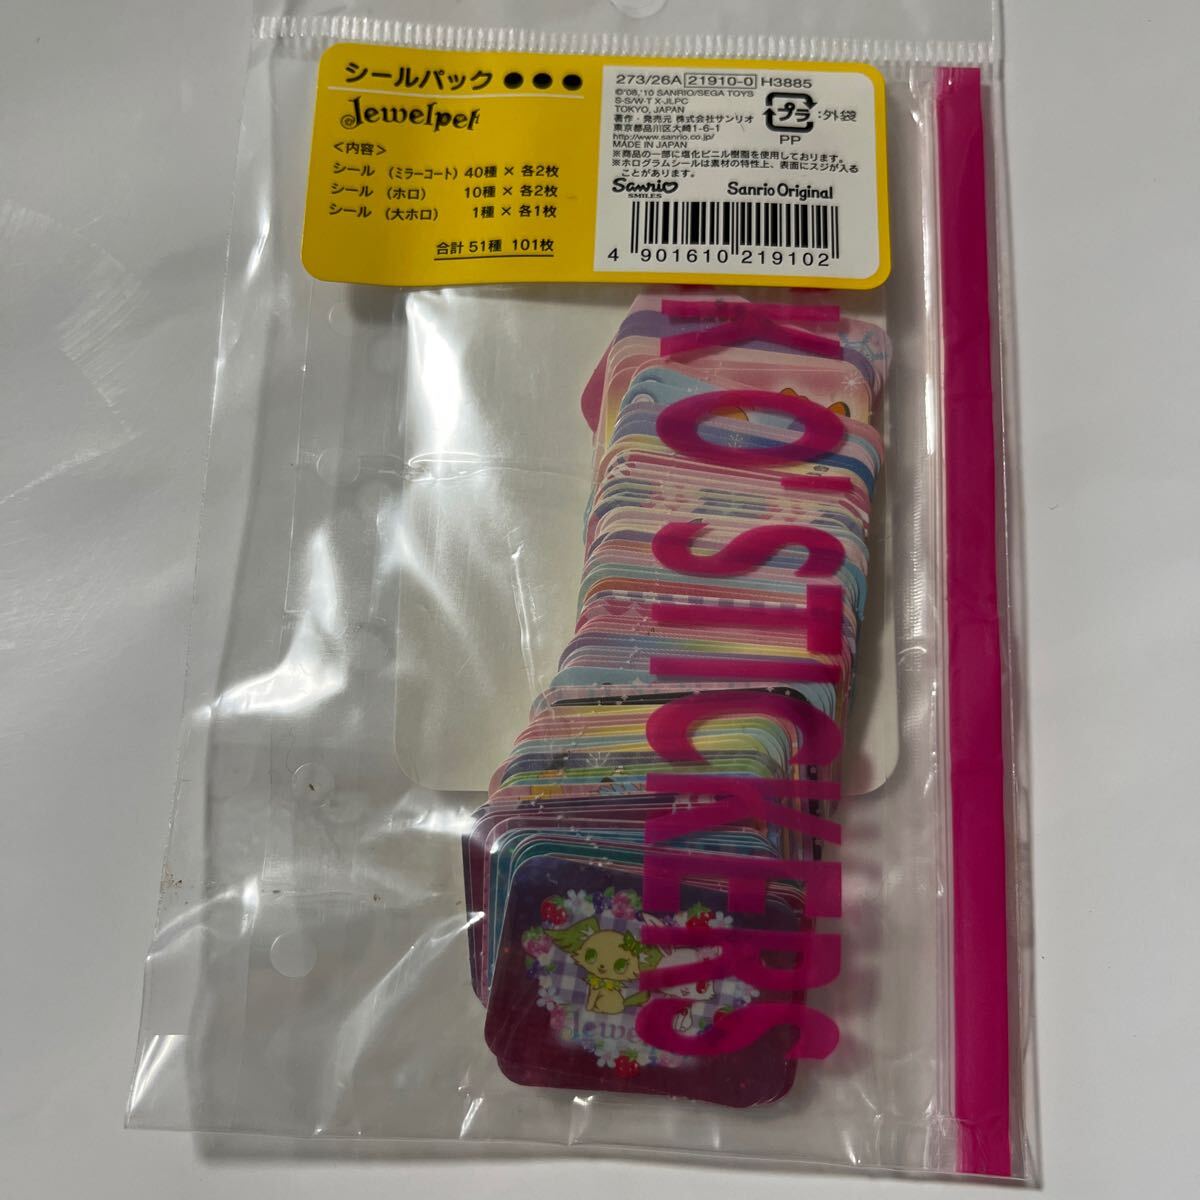 シールパック ●●●
Jewelpet
＜内容＞
シール （ミラーコート） 40種 × 各2枚
シール （ホロ） 10種 × 各2枚
シール （大ホロ） 1種 × 各1枚
合計 51種 101枚
273/26A 21910-0 H3885
©'08,'10 SANRIO/SEGA TOYS
S-S/W-T X-JLPC
TOKYO, JAPAN
著作・発売元 株式会社サンリオ
東京都品川区大崎1-6-1
http://www.sanrio.co.jp/
MADE IN JAPAN
プラ :外袋
PP
※商品の一部に塩化ビニル樹脂を使用しております。
※ホログラムシールは素材の特性上、表面にスジが入る
ことがあります。
Sanrio
SMILES
Sanrio Original
4 901610 219102
K O' STICKERS
Jewel